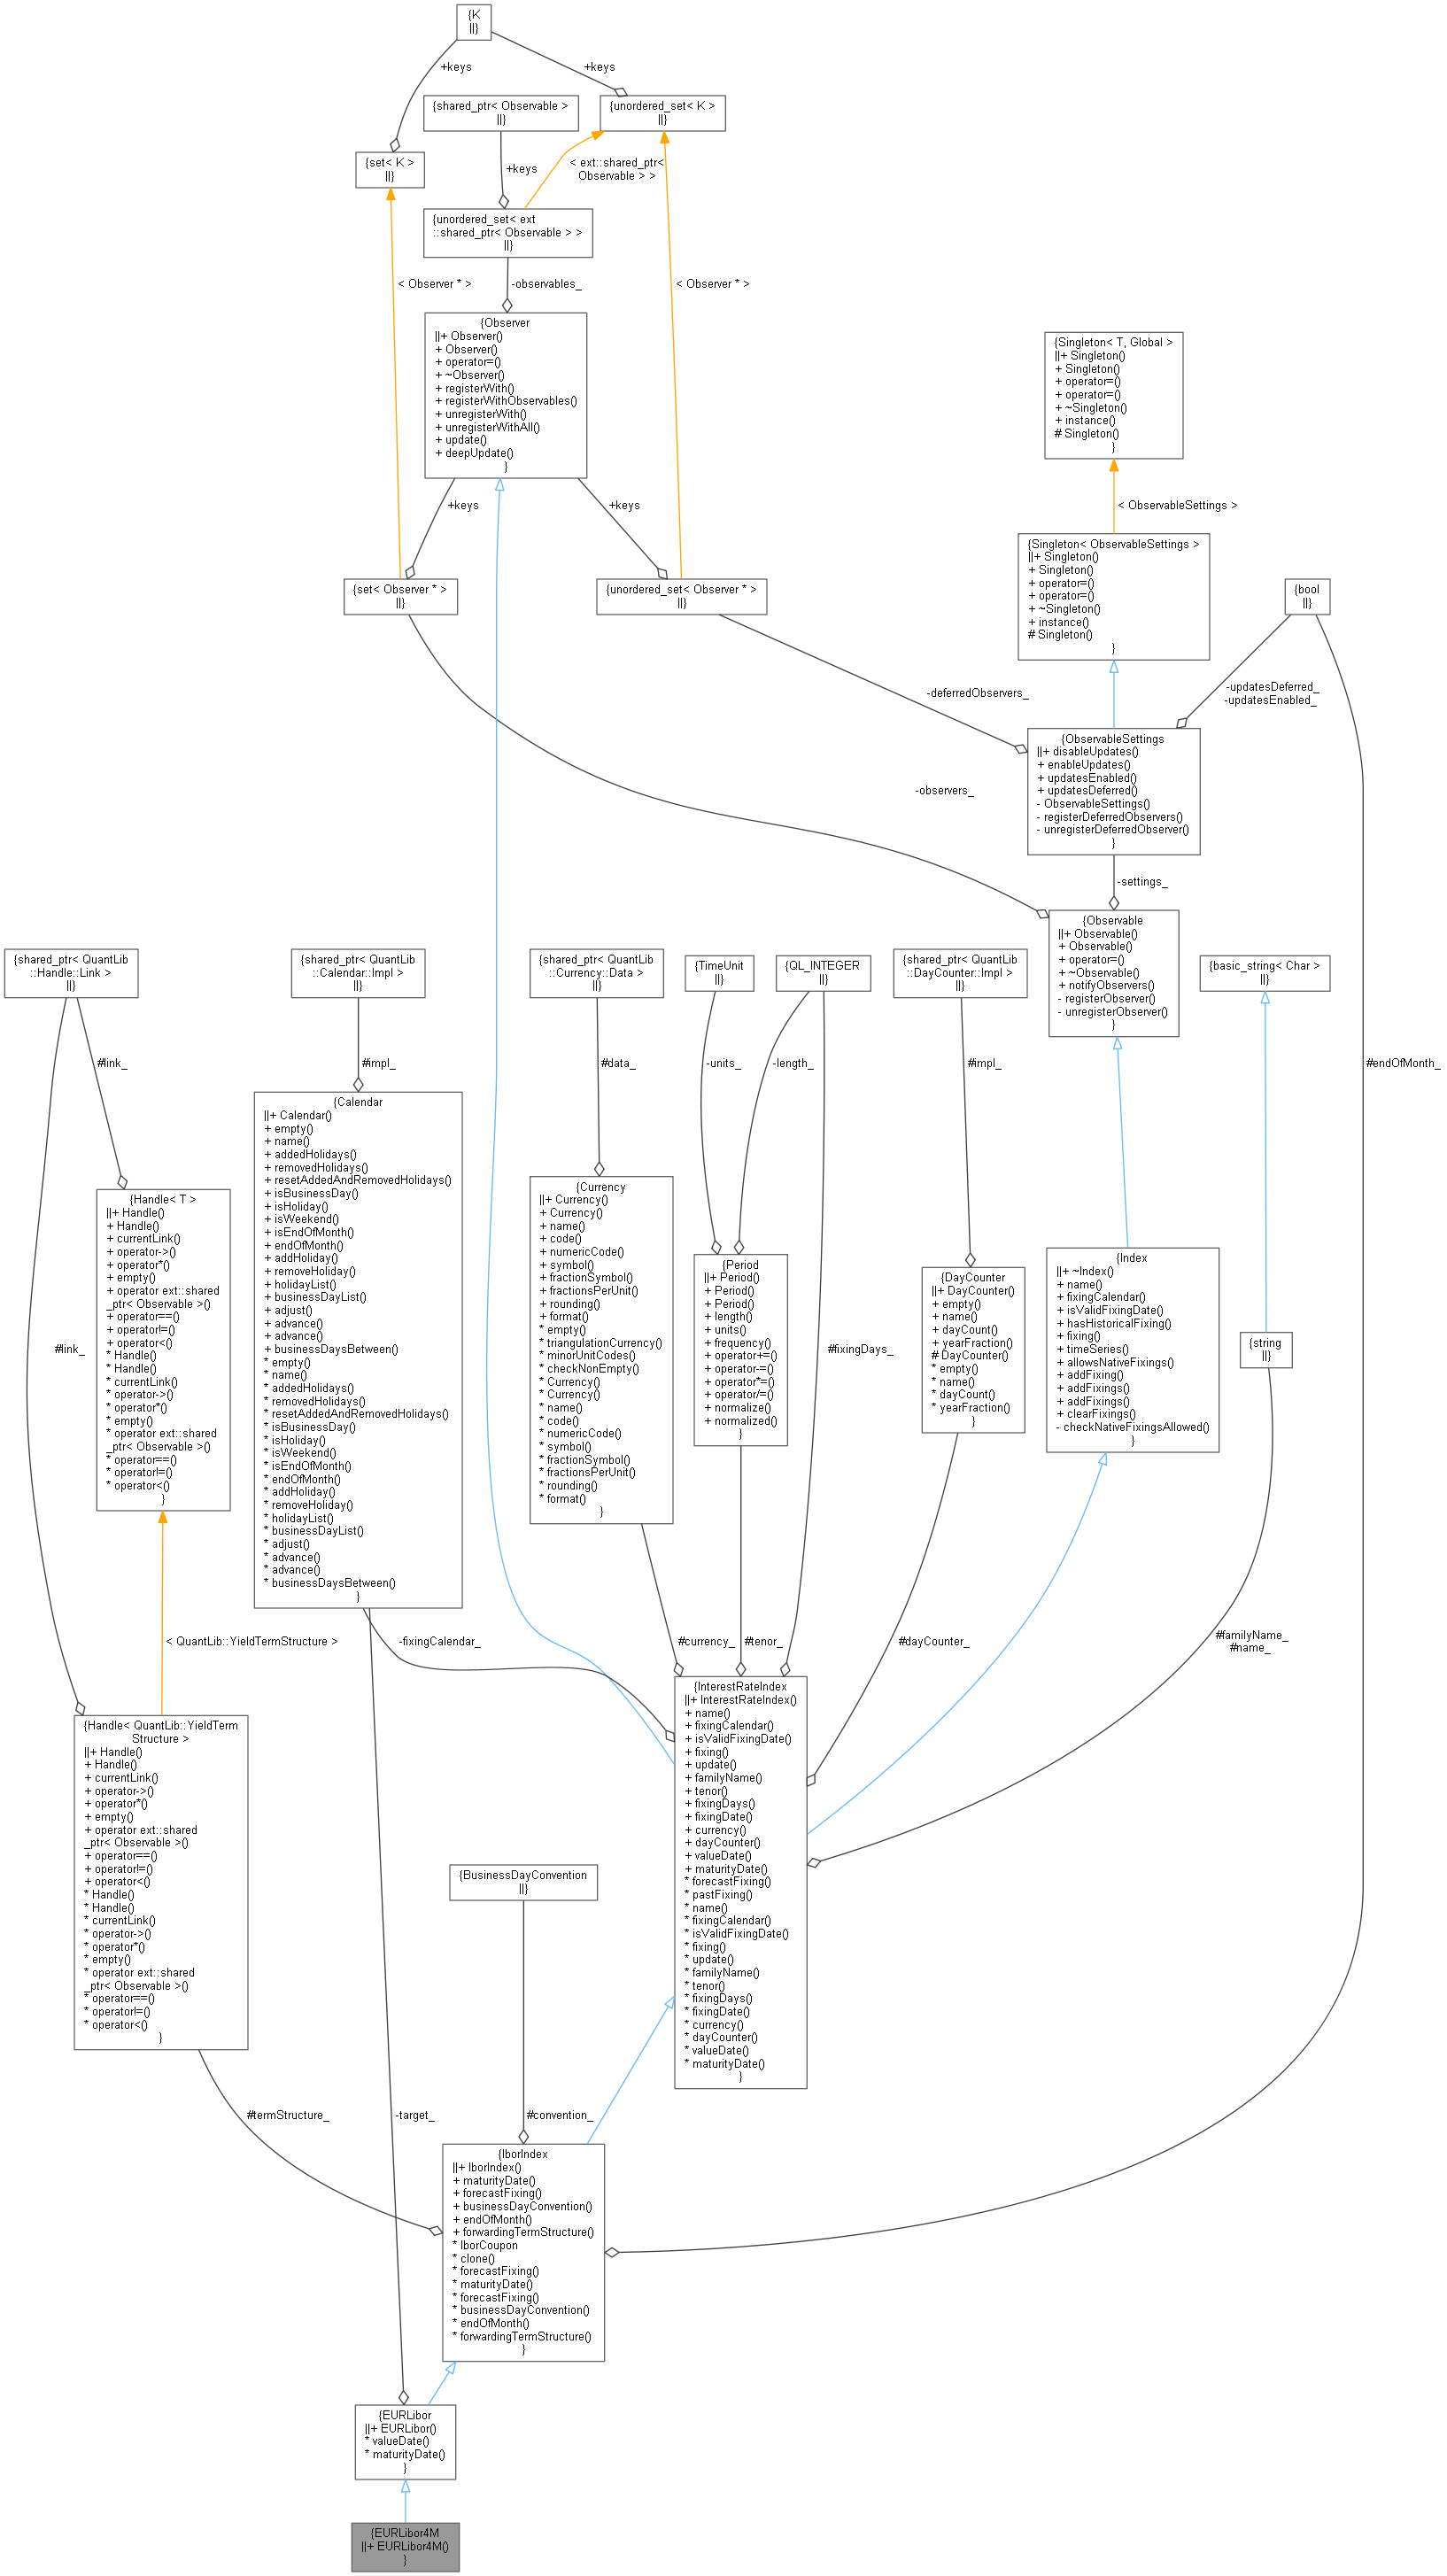 {K
||}
+keys
+keys
{shared_ptr< Observable >
||}
{unordered_set< K >
||}
{set< K >
||}
+keys
< ext::shared_ptr<
Observable > >
{unordered_set< ext
::shared_ptr< Observable > >
||}
< Observer * >
-observables_
< Observer * >
{Observer
||+ Observer()
+ Observer()
+ operator=()
+ ~Observer()
+ registerWith()
+ registerWithObservables()
+ unregisterWith()
+ unregisterWithAll()
+ update()
+ deepUpdate()
}
{Singleton< T, Global >
||+ Singleton()
+ Singleton()
+ operator=()
+ operator=()
+ ~Singleton()
+ instance()
# Singleton()
}
+keys
+keys
< ObservableSettings >
{set< Observer * >
||}
{unordered_set< Observer * >
||}
{Singleton< ObservableSettings >
||+ Singleton()
+ Singleton()
+ operator=()
+ operator=()
+ ~Singleton()
+ instance()
# Singleton()
}
{bool
||}
-deferredObservers_
-updatesDeferred_
-updatesEnabled_
{ObservableSettings
||+ disableUpdates()
+ enableUpdates()
+ updatesEnabled()
+ updatesDeferred()
- ObservableSettings()
- registerDeferredObservers()
- unregisterDeferredObserver()
}
-observers_
-settings_
{Observable
||+ Observable()
+ Observable()
+ operator=()
+ ~Observable()
+ notifyObservers()
- registerObserver()
- unregisterObserver()
}
{shared_ptr< QuantLib
::Handle::Link >
||}
{shared_ptr< QuantLib
::Calendar::Impl >
||}
{shared_ptr< QuantLib
::Currency::Data >
||}
{TimeUnit
||}
{QL_INTEGER
||}
{shared_ptr< QuantLib
::DayCounter::Impl >
||}
{basic_string< Char >
||}
#link_
#impl_
#data_
-units_
-length_
#impl_
#endOfMonth_
{Handle< T >
||+ Handle()
+ Handle()
+ currentLink()
+ operator->()
+ operator*()
+ empty()
+ operator ext::shared
_ptr< Observable >()
+ operator==()
+ operator!=()
+ operator<()
* Handle()
* Handle()
* currentLink()
* operator->()
* operator*()
* empty()
* operator ext::shared
_ptr< Observable >()
* operator==()
* operator!=()
* operator<()
}
{Calendar
||+ Calendar()
+ empty()
+ name()
+ addedHolidays()
+ removedHolidays()
+ resetAddedAndRemovedHolidays()
+ isBusinessDay()
+ isHoliday()
+ isWeekend()
+ isEndOfMonth()
+ endOfMonth()
+ addHoliday()
+ removeHoliday()
+ holidayList()
+ businessDayList()
+ adjust()
+ advance()
+ advance()
+ businessDaysBetween()
* empty()
* name()
* addedHolidays()
* removedHolidays()
* resetAddedAndRemovedHolidays()
* isBusinessDay()
* isHoliday()
* isWeekend()
* isEndOfMonth()
* endOfMonth()
* addHoliday()
* removeHoliday()
* holidayList()
* businessDayList()
* adjust()
* advance()
* advance()
* businessDaysBetween()
}
{Currency
||+ Currency()
+ Currency()
+ name()
+ code()
+ numericCode()
+ symbol()
+ fractionSymbol()
+ fractionsPerUnit()
+ rounding()
+ format()
* empty()
* triangulationCurrency()
* minorUnitCodes()
* checkNonEmpty()
* Currency()
* Currency()
* name()
* code()
* numericCode()
* symbol()
* fractionSymbol()
* fractionsPerUnit()
* rounding()
* format()
}
{Period
||+ Period()
+ Period()
+ Period()
+ length()
+ units()
+ frequency()
+ operator+=()
+ operator-=()
+ operator*=()
+ operator/=()
+ normalize()
+ normalized()
}
{DayCounter
||+ DayCounter()
+ empty()
+ name()
+ dayCount()
+ yearFraction()
# DayCounter()
* empty()
* name()
* dayCount()
* yearFraction()
}
{Index
||+ ~Index()
+ name()
+ fixingCalendar()
+ isValidFixingDate()
+ hasHistoricalFixing()
+ fixing()
+ timeSeries()
+ allowsNativeFixings()
+ addFixing()
+ addFixings()
+ addFixings()
+ clearFixings()
- checkNativeFixingsAllowed()
}
{string
||}
#link_
#fixingDays_
< QuantLib::YieldTermStructure >
-fixingCalendar_
#currency_
#tenor_
#dayCounter_
#familyName_
#name_
{Handle< QuantLib::YieldTerm
Structure >
||+ Handle()
+ Handle()
+ currentLink()
+ operator->()
+ operator*()
+ empty()
+ operator ext::shared
_ptr< Observable >()
+ operator==()
+ operator!=()
+ operator<()
* Handle()
* Handle()
* currentLink()
* operator->()
* operator*()
* empty()
* operator ext::shared
_ptr< Observable >()
* operator==()
* operator!=()
* operator<()
}
{InterestRateIndex
||+ InterestRateIndex()
+ name()
+ fixingCalendar()
+ isValidFixingDate()
+ fixing()
+ update()
+ familyName()
+ tenor()
+ fixingDays()
+ fixingDate()
+ currency()
+ dayCounter()
+ valueDate()
+ maturityDate()
* forecastFixing()
* pastFixing()
* name()
* fixingCalendar()
* isValidFixingDate()
* fixing()
* update()
* familyName()
* tenor()
* fixingDays()
* fixingDate()
* currency()
* dayCounter()
* valueDate()
* maturityDate()
}
{BusinessDayConvention
||}
#termStructure_
-target_
#convention_
{IborIndex
||+ IborIndex()
+ maturityDate()
+ forecastFixing()
+ businessDayConvention()
+ endOfMonth()
+ forwardingTermStructure()
* IborCoupon
* clone()
* forecastFixing()
* maturityDate()
* forecastFixing()
* businessDayConvention()
* endOfMonth()
* forwardingTermStructure()
}
{EURLibor
||+ EURLibor()
* valueDate()
* maturityDate()
}
{EURLibor4M
||+ EURLibor4M()
}